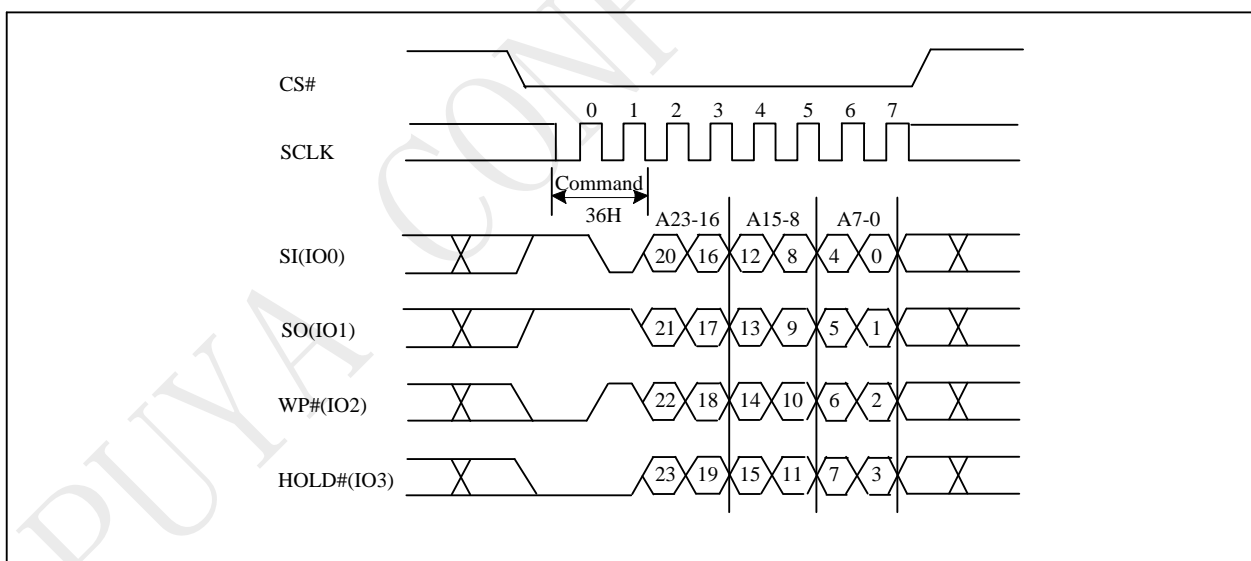 CS#
0 1 2 3 4 5 6 7
SCLK
Command
36H
A23-16 A15-8 A7-0
SI(IO0) 20 16 12 8 4 0
SO(IO1) 21 17 13 9 5 1
WP#(IO2) 22 18 14 10 6 2
HOLD#(IO3) 23 19 15 11 7 3
PUYA CONF